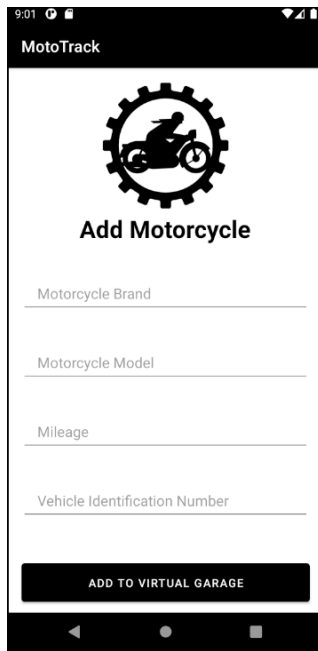 9:01
MotoTrack
Add Motorcycle
Motorcycle Brand
Motorcycle Model
Mileage
Vehicle Identification Number
ADD TO VIRTUAL GARAGE